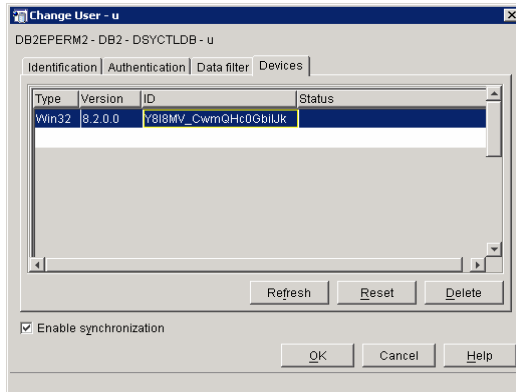 Change User - u
DB2EPERM2 - DB2 - DSYCTLDB - u
Identification Authentication Data filter Devices
Type Version ID Status
Win32 8.2.0.0 Y8I8MV_CwmQHc0GbilJk
Refresh Reset Delete
Enable synchronization
OK Cancel Help